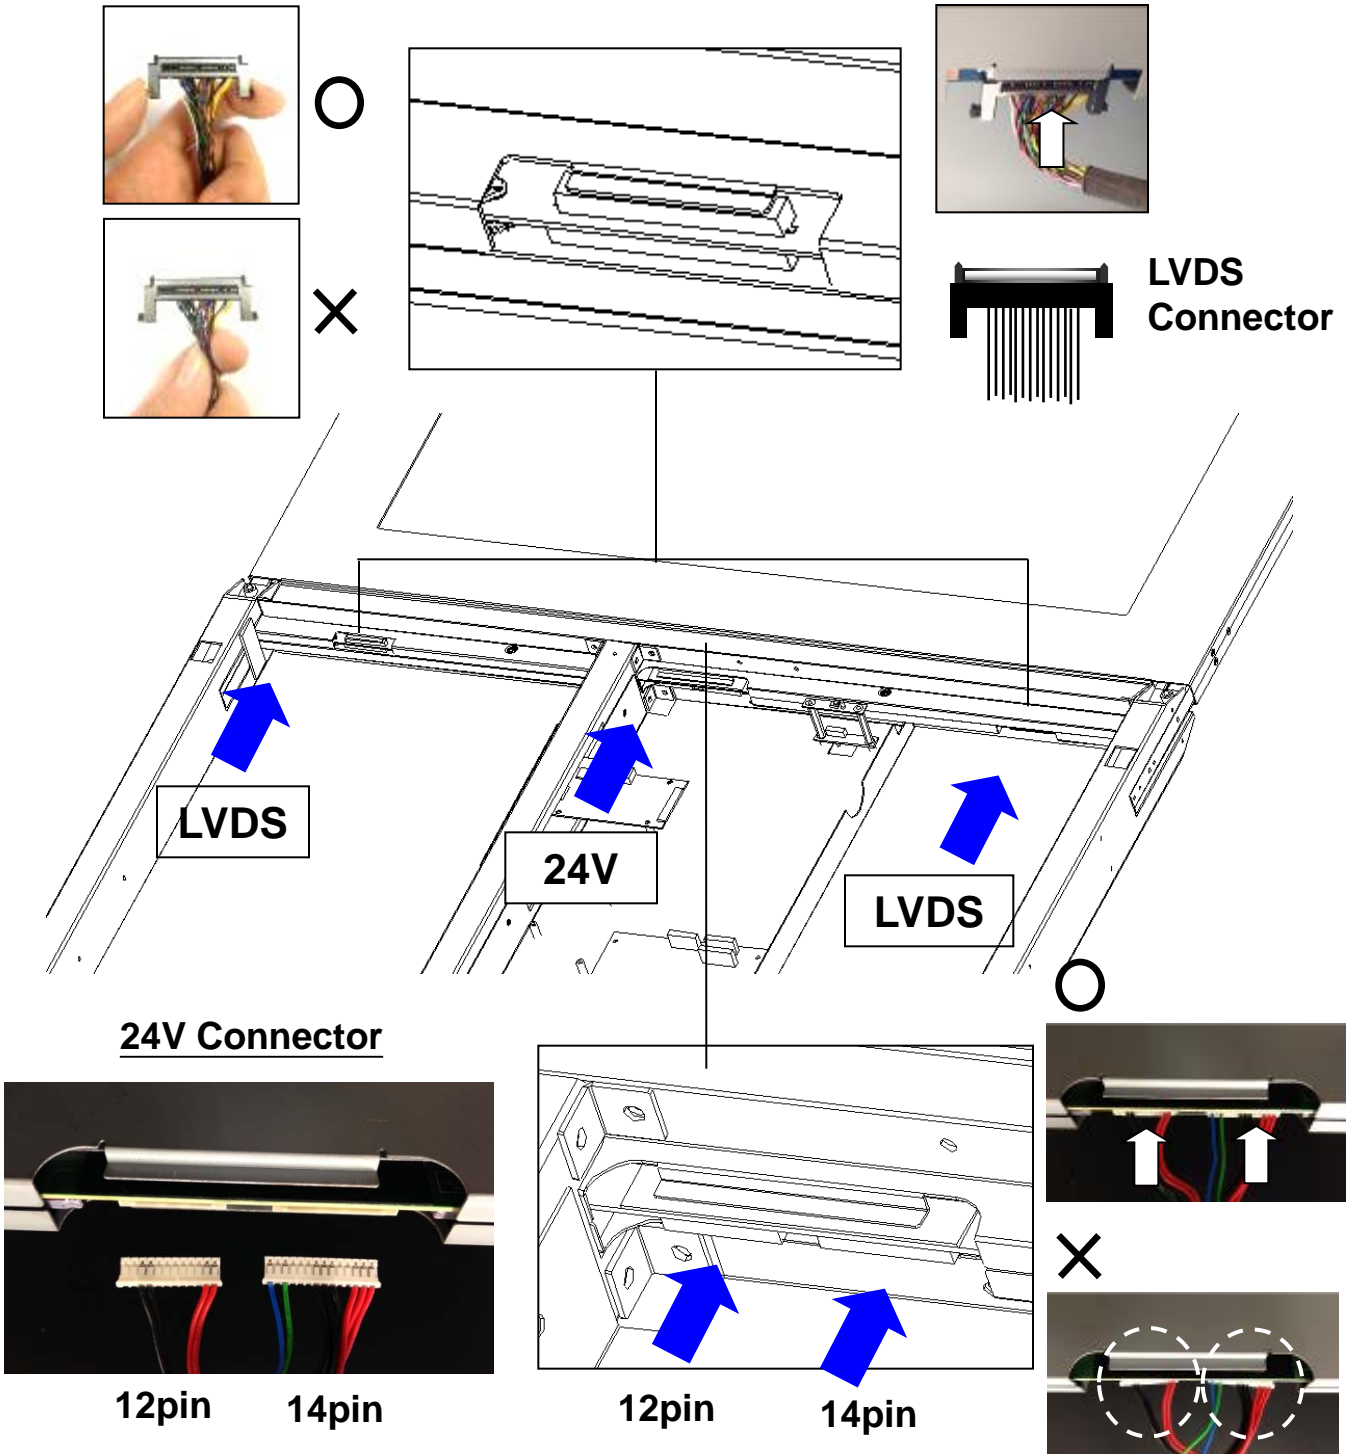 LVDS
Connector
LVDS
24V
LVDS
24V Connector
12pin
14pin
12pin
14pin